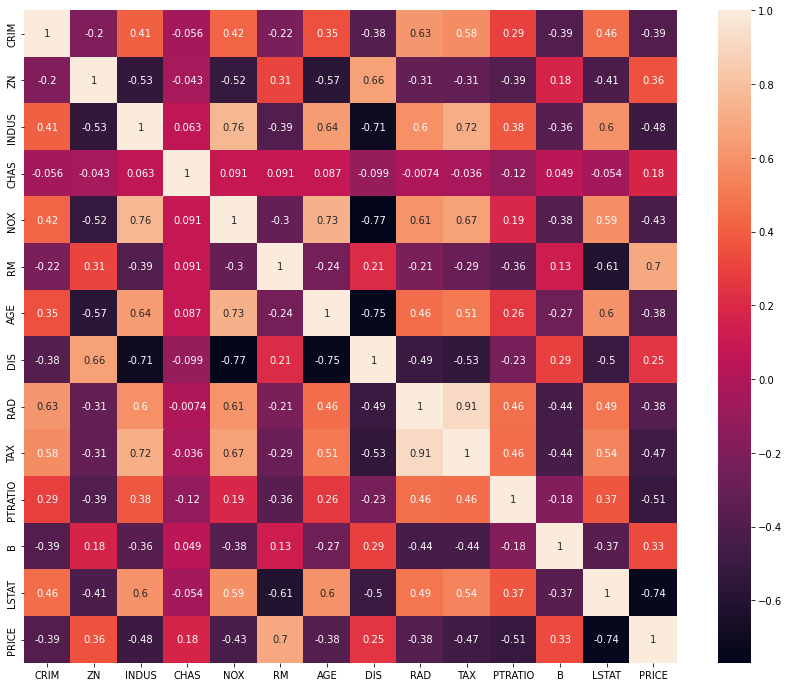 CRIM 1 -0.2 0.41 -0.056 0.42 -0.22 0.35 -0.38 0.63 0.58 0.29 -0.39 0.46 -0.39
ZN -0.2 1 -0.53 -0.043 -0.52 0.31 -0.57 0.66 -0.31 -0.31 -0.39 0.18 -0.41 0.36
INDUS 0.41 -0.53 1 0.063 0.76 -0.39 0.64 -0.71 0.6 0.72 0.38 -0.36 0.6 -0.48
CHAS -0.056 -0.043 0.063 1 0.091 0.091 0.087 -0.099 -0.0074 -0.036 -0.12 0.049 -0.054 0.18
NOX 0.42 -0.52 0.76 0.091 1 -0.3 0.73 -0.77 0.61 0.67 0.19 -0.38 0.59 -0.43
RM -0.22 0.31 -0.39 0.091 -0.3 1 -0.24 0.21 -0.21 -0.29 -0.36 0.13 -0.61 0.7
AGE 0.35 -0.57 0.64 0.087 0.73 -0.24 1 -0.75 0.46 0.51 0.26 -0.27 0.6 -0.38
DIS -0.38 0.66 -0.71 -0.099 -0.77 0.21 -0.75 1 -0.49 -0.53 -0.23 0.29 -0.5 0.25
RAD 0.63 -0.31 0.6 -0.0074 0.61 -0.21 0.46 -0.49 1 0.91 0.46 -0.44 0.49 -0.38
TAX 0.58 -0.31 0.72 -0.036 0.67 -0.29 0.51 -0.53 0.91 1 0.46 -0.44 0.54 -0.47
PTRATIO 0.29 -0.39 0.38 -0.12 0.19 -0.36 0.26 -0.23 0.46 0.46 1 -0.18 0.37 -0.51
B -0.39 0.18 -0.36 0.049 -0.38 0.13 -0.27 0.29 -0.44 -0.44 -0.18 1 -0.37 0.33
LSTAT 0.46 -0.41 0.6 -0.054 0.59 -0.61 0.6 -0.5 0.49 0.54 0.37 -0.37 1 -0.74
PRICE -0.39 0.36 -0.48 0.18 -0.43 0.7 -0.38 0.25 -0.38 -0.47 -0.51 0.33 -0.74 1
CRIM ZN INDUS CHAS NOX RM AGE DIS RAD TAX PTRATIO B LSTAT PRICE
1.0
0.8
0.6
0.4
0.2
0.0
−0.2
−0.4
−0.6